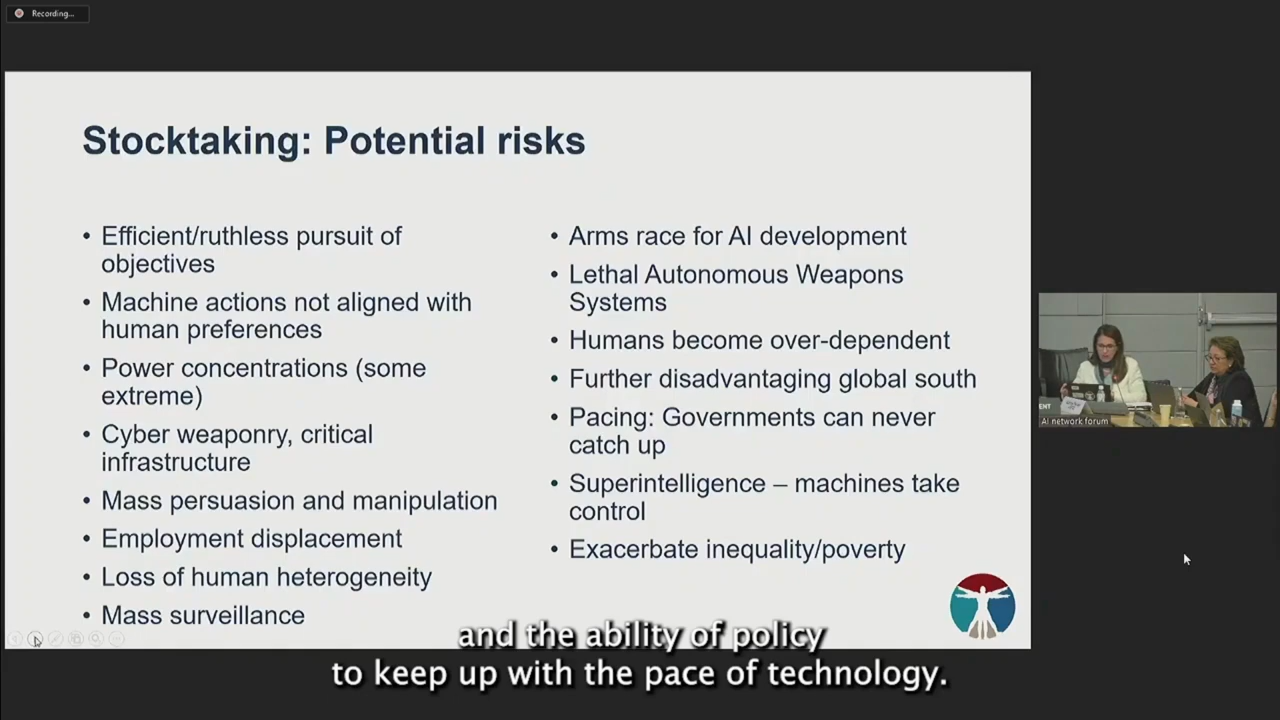 Recording...
Stocktaking: Potential risks
• Efficient/ruthless pursuit of
objectives
• Machine actions not aligned with
human preferences
• Power concentrations (some
extreme)
• Cyber weaponry, critical
infrastructure
• Mass persuasion and manipulation
• Employment displacement
• Loss of human heterogeneity
• Mass surveillance
• Arms race for AI development
• Lethal Autonomous Weapons
Systems
• Humans become over-dependent
• Further disadvantaging global south
• Pacing: Governments can never
catch up
• Superintelligence – machines take
control
• Exacerbate inequality/poverty
AI network forum
and the ability of policy
to keep up with the pace of technology.